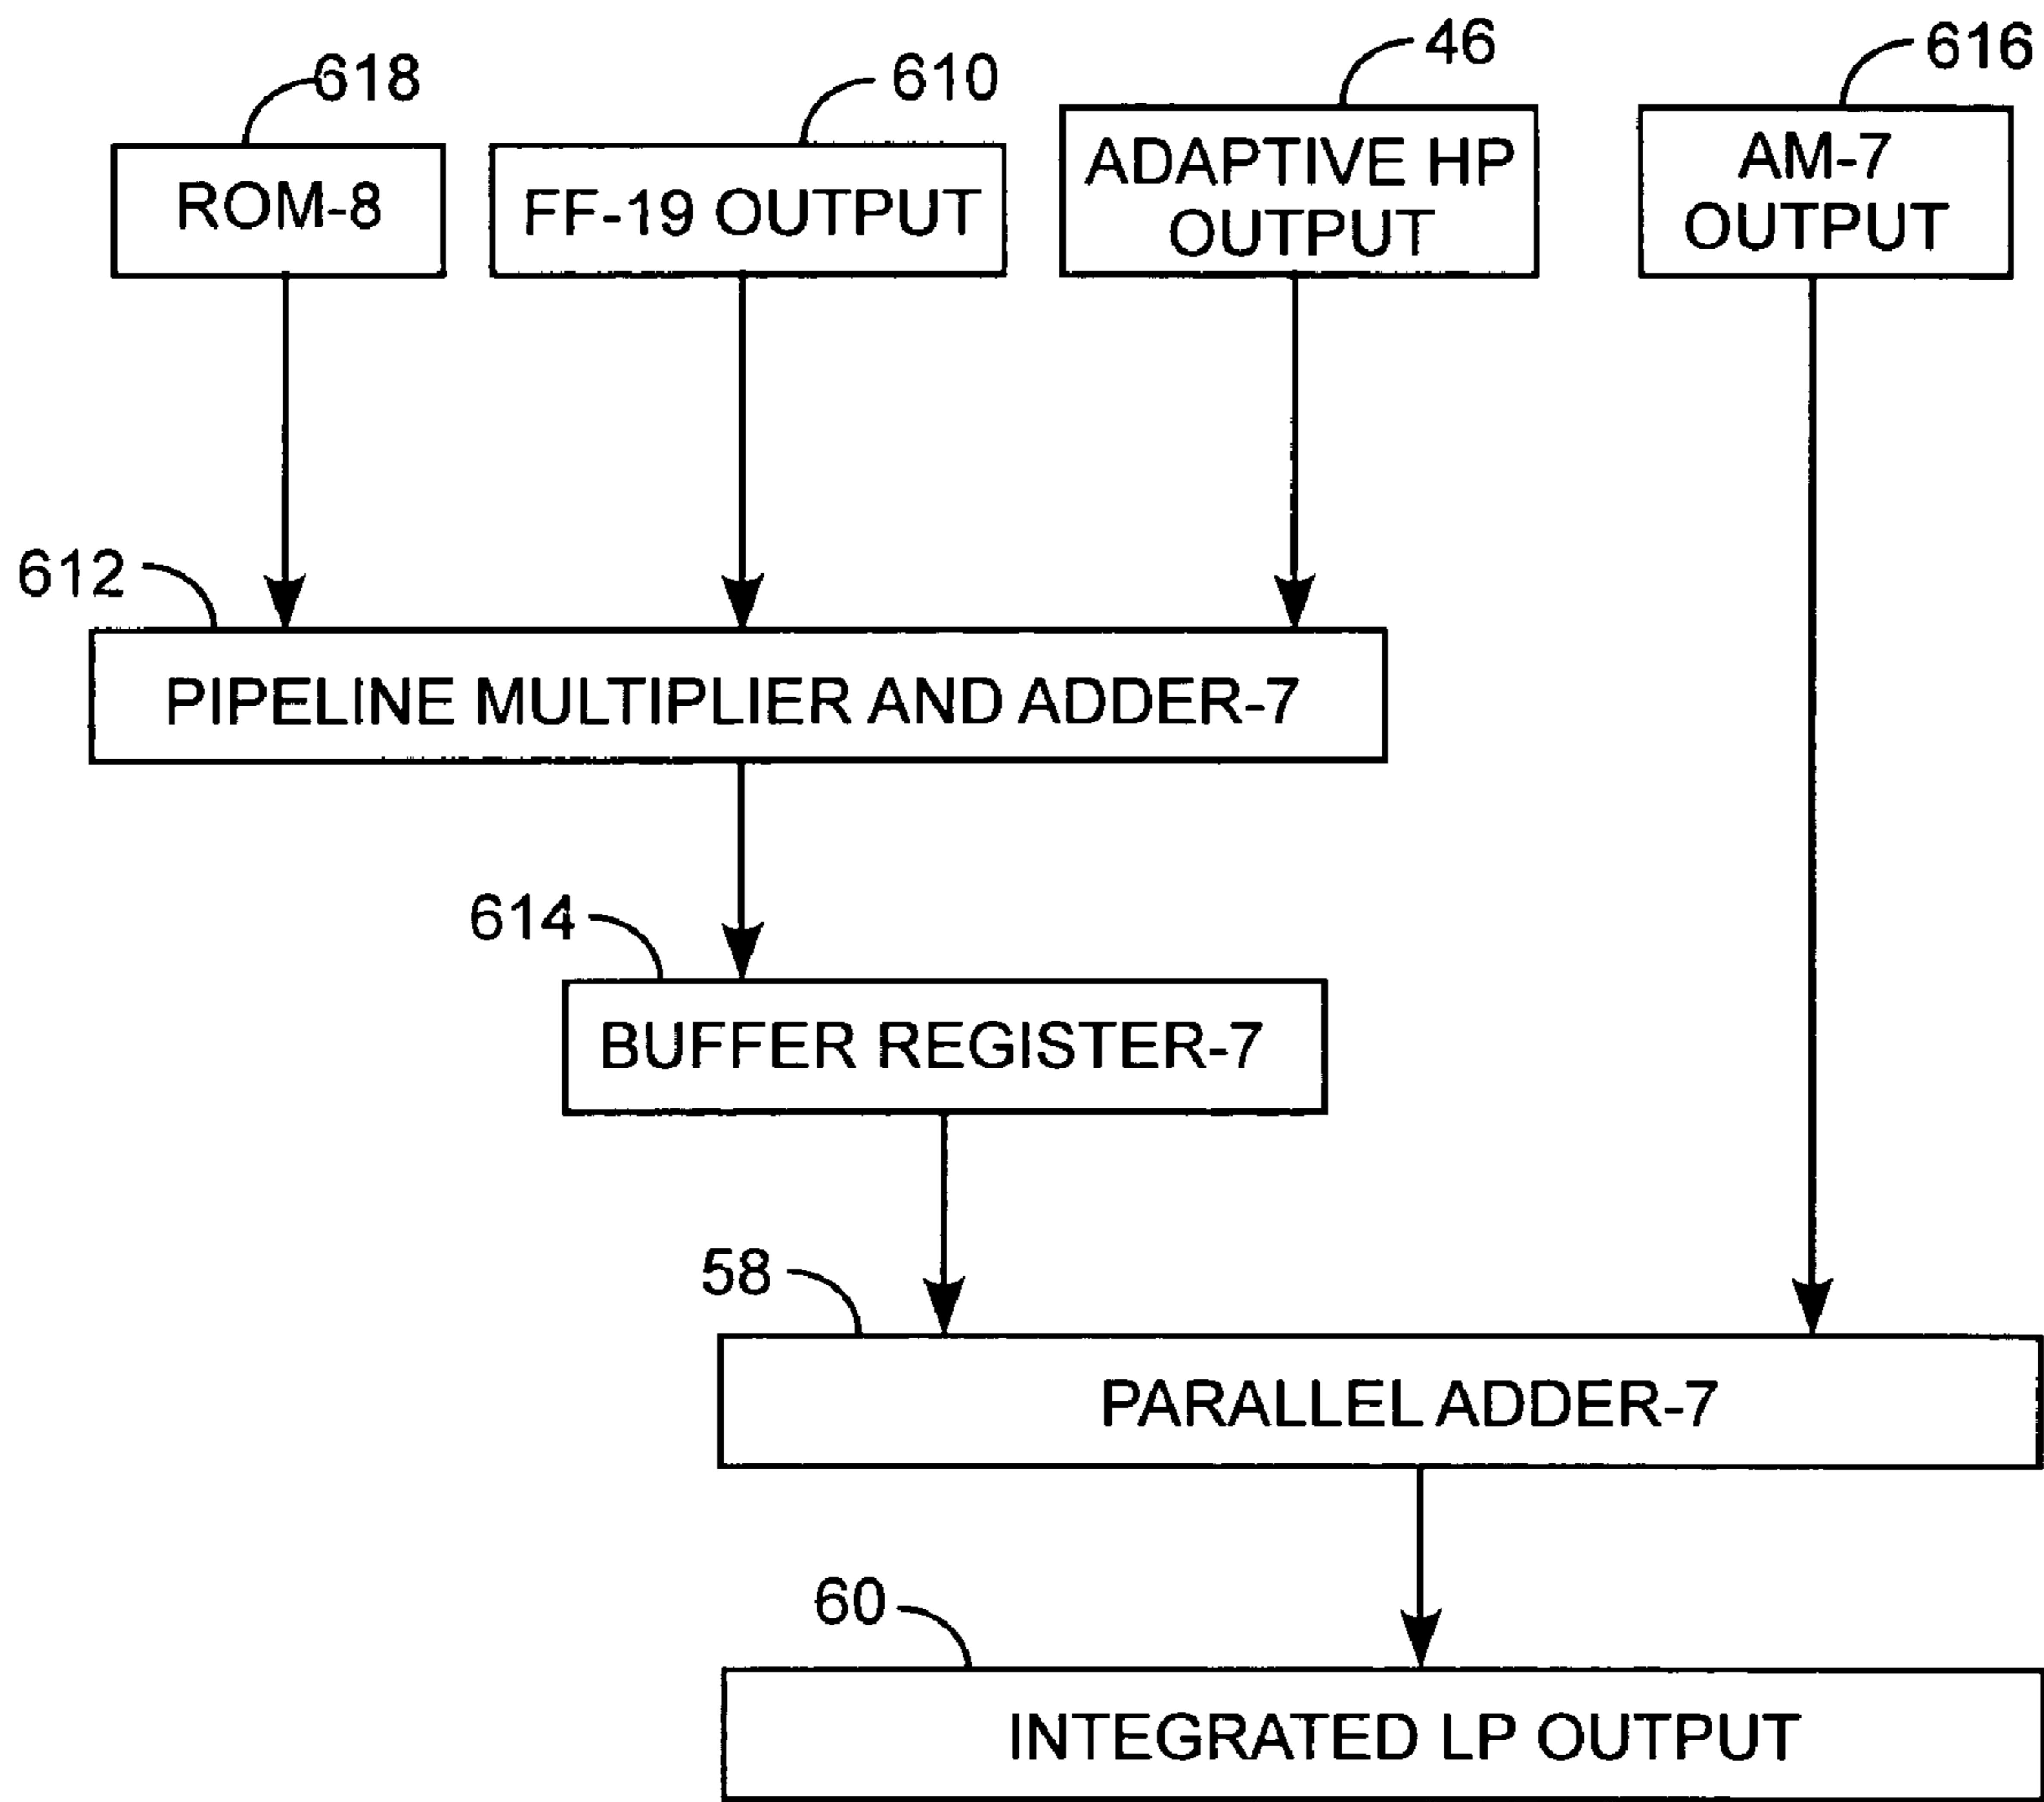 618
610
46
616
ROM-8
FF-19 OUTPUT
ADAPTIVE HP
OUTPUT
AM-7
OUTPUT
612
PIPELINE MULTIPLIER AND ADDER-7
614
BUFFER REGISTER-7
58
PARALLEL ADDER-7
60
INTEGRATED LP OUTPUT